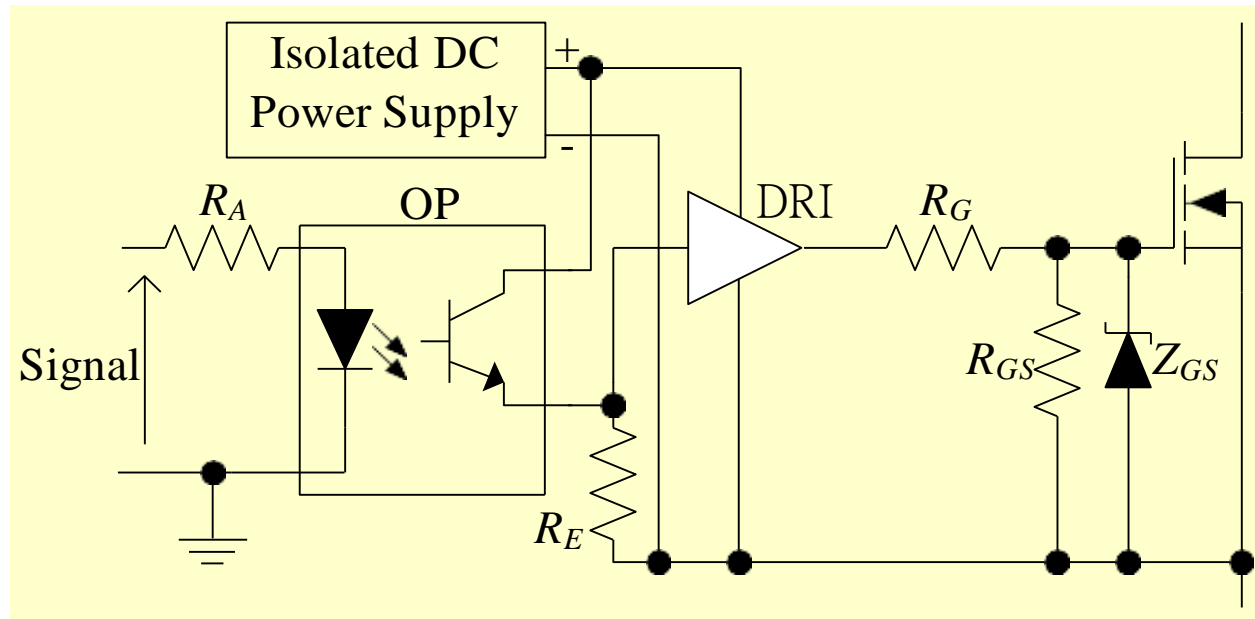 Isolated DC
Power Supply
+
-
R_A
OP
DRI
R_G
Signal
R_GS
Z_GS
R_E